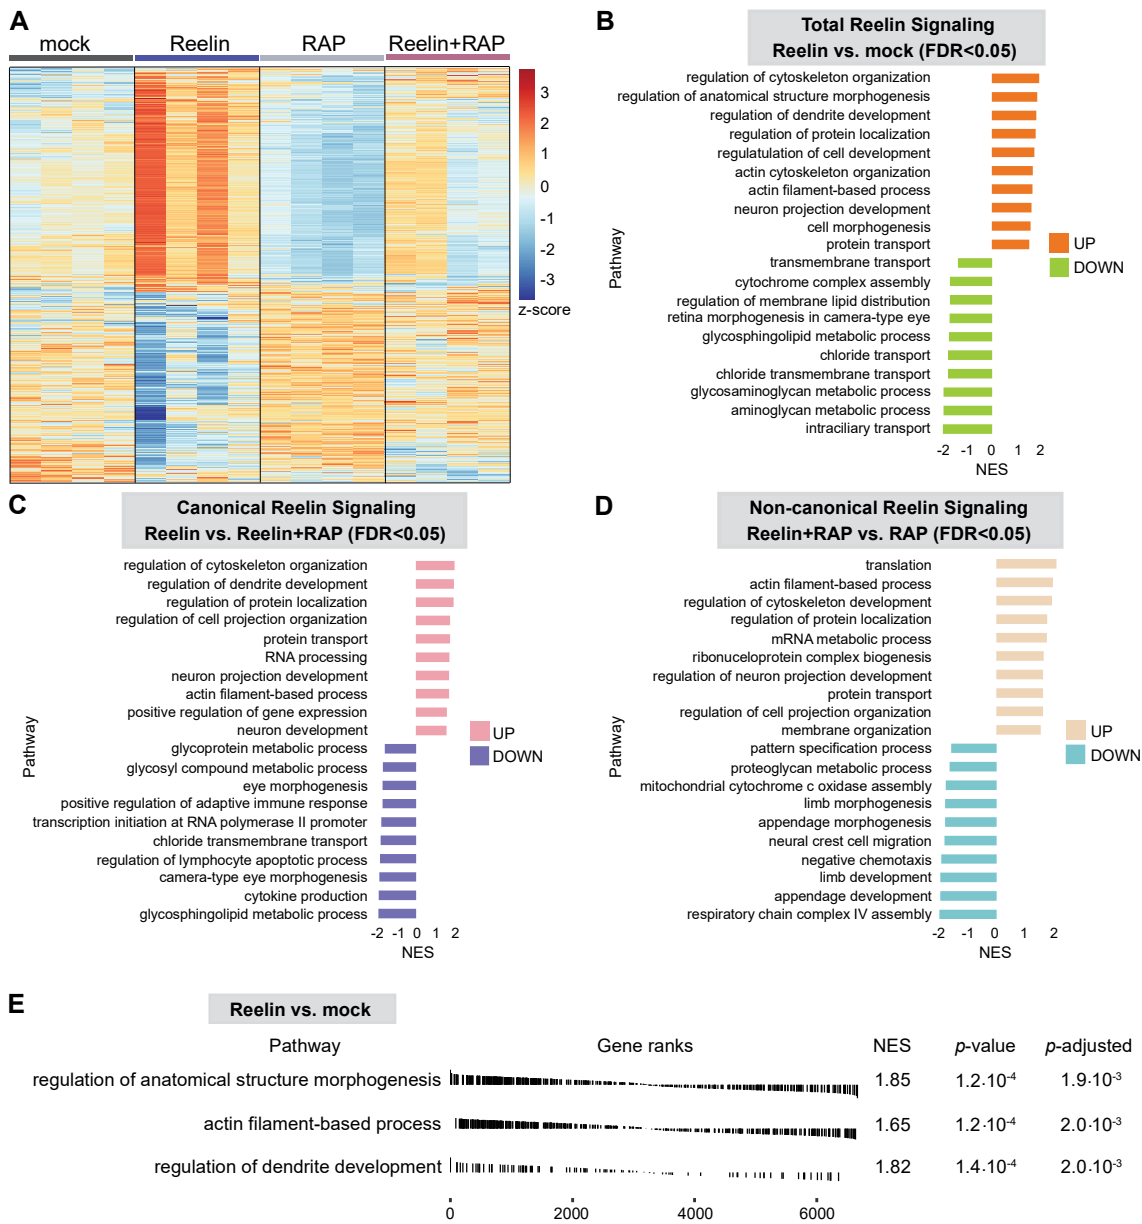 A
mock Reelin RAP Reelin+RAP
3
2
1
0
-1
-2
-3
z-score
B
Total Reelin Signaling
Reelin vs. mock (FDR<0.05)
Pathway
regulation of cytoskeleton organization
regulation of anatomical structure morphogenesis
regulation of dendrite development
regulation of protein localization
regulatulation of cell development
actin cytoskeleton organization
actin filament-based process
neuron projection development
cell morphogenesis
protein transport
transmembrane transport
cytochrome complex assembly
regulation of membrane lipid distribution
retina morphogenesis in camera-type eye
glycosphingolipid metabolic process
chloride transport
chloride transmembrane transport
glycosaminoglycan metabolic process
aminoglycan metabolic process
intraciliary transport
UP
DOWN
-2 -1 0 1 2
NES
C
Canonical Reelin Signaling
Reelin vs. Reelin+RAP (FDR<0.05)
Pathway
regulation of cytoskeleton organization
regulation of dendrite development
regulation of protein localization
regulation of cell projection organization
protein transport
RNA processing
neuron projection development
actin filament-based process
positive regulation of gene expression
neuron development
glycoprotein metabolic process
glycosyl compound metabolic process
eye morphogenesis
positive regulation of adaptive immune response
transcription initiation at RNA polymerase II promoter
chloride transmembrane transport
regulation of lymphocyte apoptotic process
camera-type eye morphogenesis
cytokine production
glycosphingolipid metabolic process
UP
DOWN
-2 -1 0 1 2
NES
D
Non-canonical Reelin Signaling
Reelin+RAP vs. RAP (FDR<0.05)
Pathway
translation
actin filament-based process
regulation of cytoskeleton development
regulation of protein localization
mRNA metabolic process
ribonuceloprotein complex biogenesis
regulation of neuron projection development
protein transport
regulation of cell projection organization
membrane organization
pattern specification process
proteoglycan metabolic process
mitochondrial cytochrome c oxidase assembly
limb morphogenesis
appendage morphogenesis
neural crest cell migration
negative chemotaxis
limb development
appendage development
respiratory chain complex IV assembly
UP
DOWN
-2 -1 0 1 2
NES
E
Reelin vs. mock
Pathway Gene ranks NES p-value p-adjusted
regulation of anatomical structure morphogenesis 1.85 1.2·10⁻⁴ 1.9·10⁻³
actin filament-based process 1.65 1.2·10⁻⁴ 2.0·10⁻³
regulation of dendrite development 1.82 1.4·10⁻⁴ 2.0·10⁻³
0 2000 4000 6000